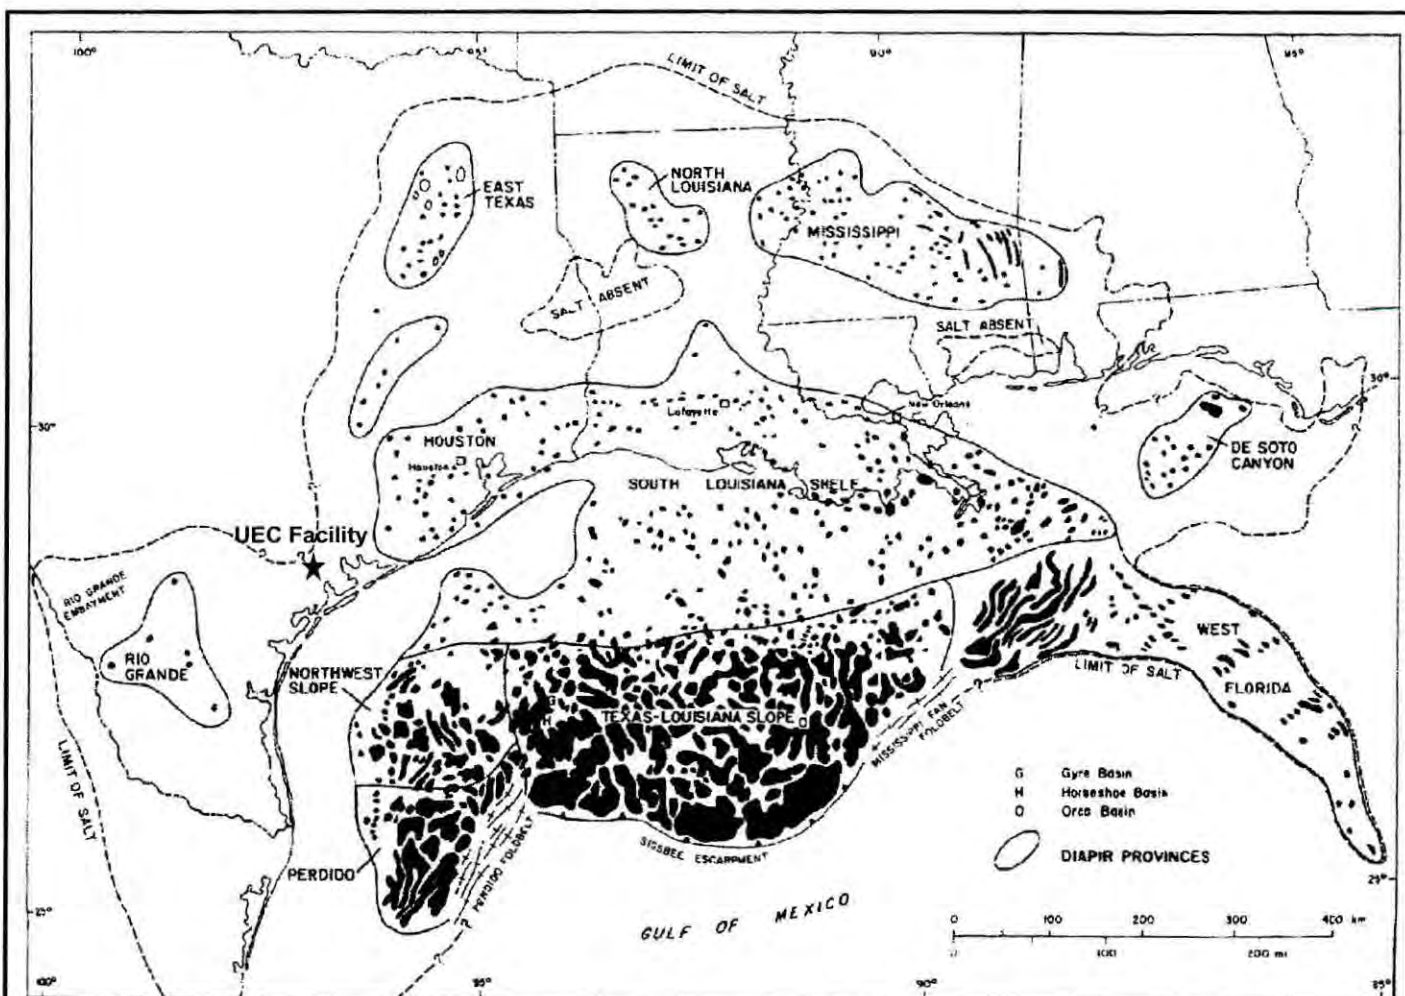 100°
95°
90°
85°
LIMIT OF SALT
EAST
TEXAS
NORTH
LOUISIANA
MISSISSIPPI
SALT ABSENT
SALT ABSENT
30°
30°
HOUSTON
Houston
Lafayette
New Orleans
DE SOTO
CANYON
SOUTH LOUISIANA SHELF
UEC Facility
RIO GRANDE
EMBAYMENT
RIO
GRANDE
NORTHWEST
SLOPE
WEST
FLORIDA
LIMIT OF SALT
G
H
TEXAS-LOUISIANA SLOPE O
MISSISSIPPI FAN
FOLDBELT
LIMIT OF SALT
G Gyre Basin
H Horseshoe Basin
O Orca Basin
DIAPIR PROVINCES
PERDIDO
PERDIDO FOLDBELT
SIGSBEE ESCARPMENT
GULF OF MEXICO
25°
25°
0 100 200 300 400 km
0 100 200 mi
100°
95°
90°
85°